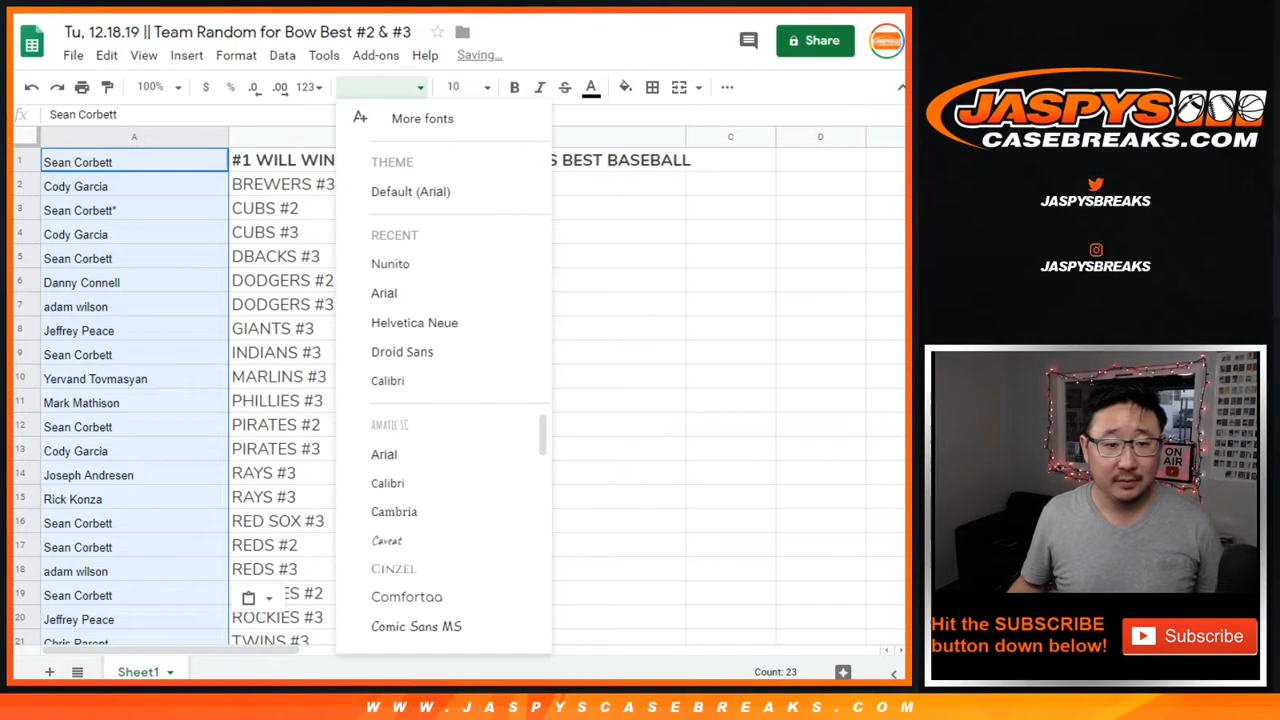 Tu, 12.18.19 || Team Random for Bow Best #2 & #3
File Edit View Insert Format Data Tools Add-ons Help Saving...
Share
100% $ % .0 .00 123 10 B I S A
fx Sean Corbett
A C D
1 Sean Corbett #1 WILL WIN S BEST BASEBALL
2 Cody Garcia BREWERS #3
3 Sean Corbett* CUBS #2
4 Cody Garcia CUBS #3
5 Sean Corbett DBACKS #3
6 Danny Connell DODGERS #2
7 adam wilson DODGERS #3
8 Jeffrey Peace GIANTS #3
9 Sean Corbett INDIANS #3
10 Yervand Tovmasyan MARLINS #3
11 Mark Mathison PHILLIES #3
12 Sean Corbett PIRATES #2
13 Cody Garcia PIRATES #3
14 Joseph Andresen RAYS #3
15 Rick Konza RAYS #3
16 Sean Corbett RED SOX #3
17 Sean Corbett REDS #2
18 adam wilson REDS #3
19 Sean Corbett ES #2
20 Jeffrey Peace ROCKIES #3
21 Chris Parent TWINS #3
More fonts
THEME
Default (Arial)
RECENT
Nunito
Arial
Helvetica Neue
Droid Sans
Calibri
AMATIC SC
Arial
Calibri
Cambria
Caveat
CINZEL
Comfortaa
Comic Sans MS
Sheet1
Count: 23
JASPYS
CASEBREAKS.COM
JASPYSBREAKS
JASPYSBREAKS
ON
AIR
Hit the SUBSCRIBE
button down below!
Subscribe
WWW.JASPYSCASEBREAKS.COM